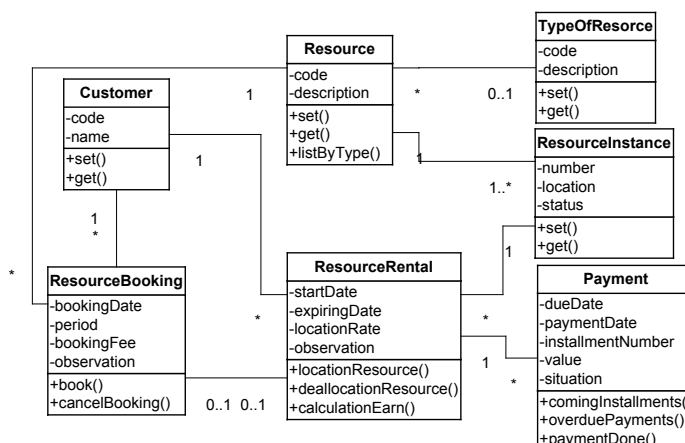 TypeOfResorce
-code
-description
+set()
+get()
Resource
-code
-description
+set()
+get()
+listByType()
1
*
0..1
Customer
-code
-name
+set()
+get()
1
1
*
*
ResourceInstance
-number
-location
-status
+set()
+get()
1
1..*
1
ResourceBooking
-bookingDate
-period
-bookingFee
-observation
+book()
+cancelBooking()
*
0..1 0..1
ResourceRental
-startDate
-expiringDate
-locationRate
-observation
+locationResource()
+deallocationResource()
+calculationEarn()
*
1
*
Payment
-dueDate
-paymentDate
-installmentNumber
-value
-situation
+comingInstallments(
+overduePayments()
+paymentDone()